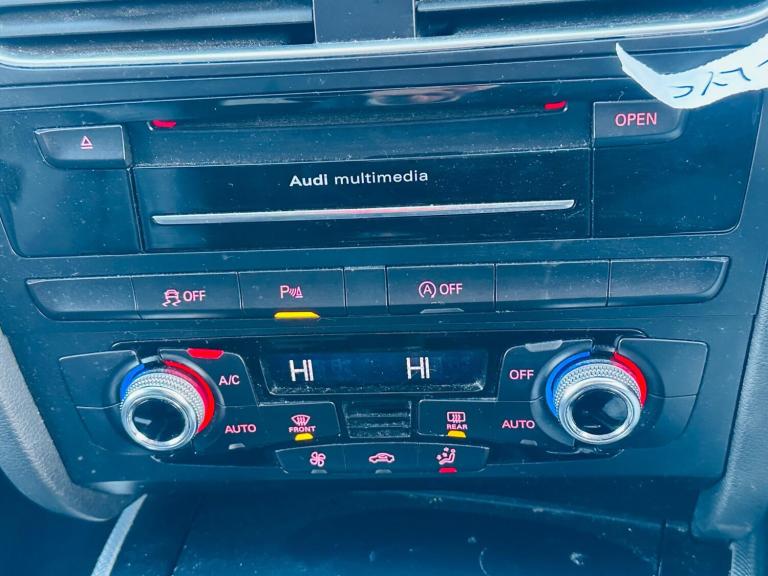 OPEN
Audi multimedia
OFF
P
A OFF
HI
HI
A/C
OFF
AUTO
FRONT
REAR
AUTO